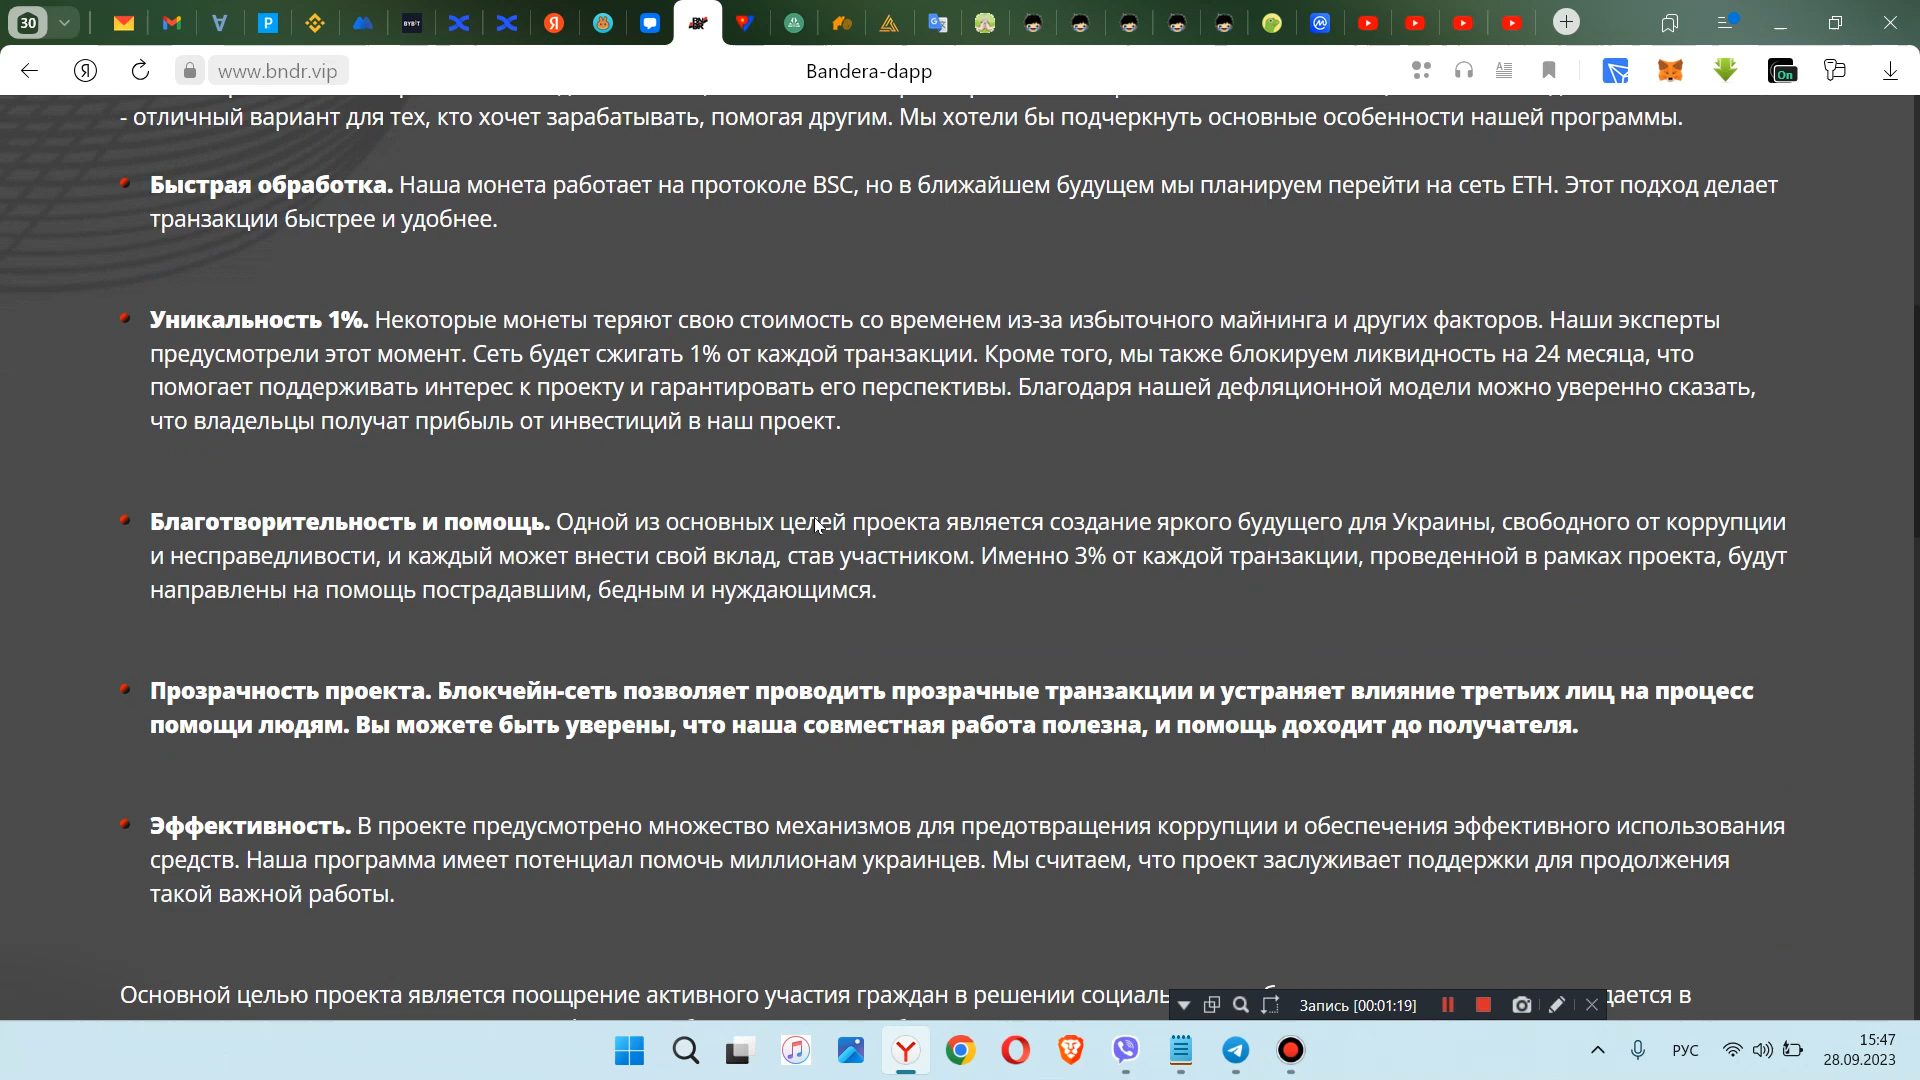 30
BYBIT
www.bndr.vip
Bandera-dapp
On
- отличный вариант для тех, кто хочет зарабатывать, помогая другим. Мы хотели бы подчеркнуть основные особенности нашей программы.
Быстрая обработка. Наша монета работает на протоколе BSC, но в ближайшем будущем мы планируем перейти на сеть ETH. Этот подход делает
транзакции быстрее и удобнее.
Уникальность 1%. Некоторые монеты теряют свою стоимость со временем из-за избыточного майнинга и других факторов. Наши эксперты
предусмотрели этот момент. Сеть будет сжигать 1% от каждой транзакции. Кроме того, мы также блокируем ликвидность на 24 месяца, что
помогает поддерживать интерес к проекту и гарантировать его перспективы. Благодаря нашей дефляционной модели можно уверенно сказать,
что владельцы получат прибыль от инвестиций в наш проект.
Благотворительность и помощь. Одной из основных целей проекта является создание яркого будущего для Украины, свободного от коррупции
и несправедливости, и каждый может внести свой вклад, став участником. Именно 3% от каждой транзакции, проведенной в рамках проекта, будут
направлены на помощь пострадавшим, бедным и нуждающимся.
Прозрачность проекта. Блокчейн-сеть позволяет проводить прозрачные транзакции и устраняет влияние третьих лиц на процесс
помощи людям. Вы можете быть уверены, что наша совместная работа полезна, и помощь доходит до получателя.
Эффективность. В проекте предусмотрено множество механизмов для предотвращения коррупции и обеспечения эффективного использования
средств. Наша программа имеет потенциал помочь миллионам украинцев. Мы считаем, что проект заслуживает поддержки для продолжения
такой важной работы.
Основной целью проекта является поощрение активного участия граждан в решении
Запись [00:01:19]
РУС
15:47
28.09.2023